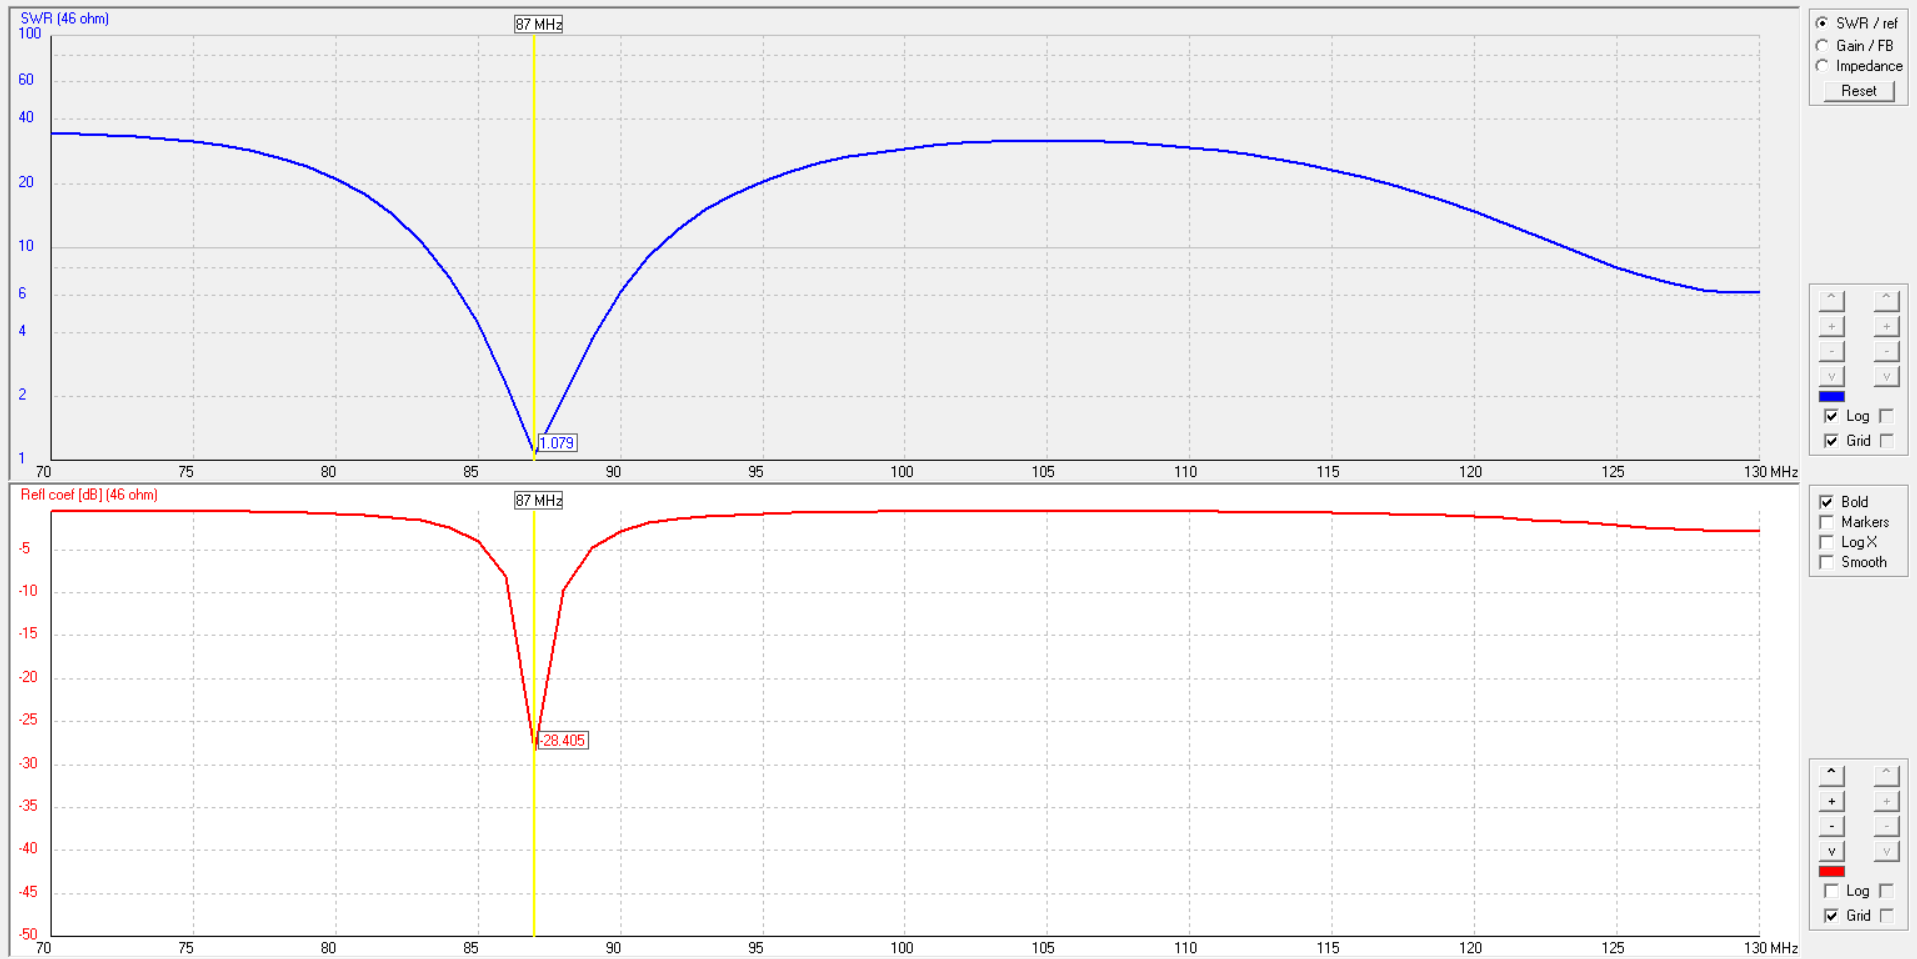 SWR (46 ohm)
87 MHz
100
60
40
20
10
6
4
2
1
1.079
70 75 80 85 90 95 100 105 110 115 120 125 130 MHz
Refl coef [dB] (46 ohm)
87 MHz
-5
-10
-15
-20
-25
-30
-35
-40
-45
-50
-28.405
70 75 80 85 90 95 100 105 110 115 120 125 130 MHz
SWR / ref
Gain / FB
Impedance
Reset
^ ^
+ +
- -
v v
Log
Grid
Bold
Markers
Log X
Smooth
^ ^
+ +
- -
v v
Log
Grid